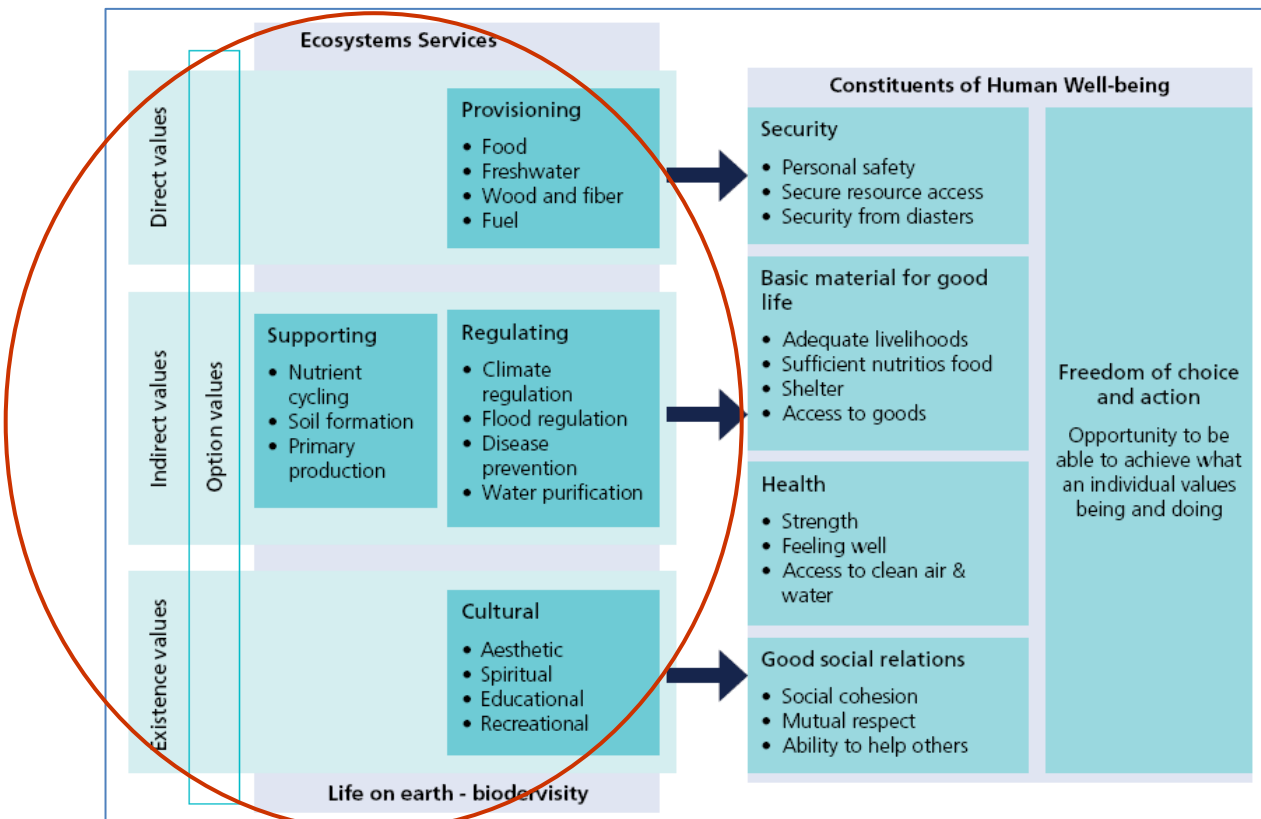 Ecosystems Services
Direct values
Indirect values
Existence values
Option values
Provisioning
• Food
• Freshwater
• Wood and fiber
• Fuel
Supporting
• Nutrient
cycling
• Soil formation
• Primary
production
Regulating
• Climate
regulation
• Flood regulation
• Disease
prevention
• Water purification
Cultural
• Aesthetic
• Spiritual
• Educational
• Recreational
Life on earth - biodervisity
Constituents of Human Well-being
Security
• Personal safety
• Secure resource access
• Security from diasters
Basic material for good
life
• Adequate livelihoods
• Sufficient nutritios food
• Shelter
• Access to goods
Health
• Strength
• Feeling well
• Access to clean air &
water
Good social relations
• Social cohesion
• Mutual respect
• Ability to help others
Freedom of choice
and action
Opportunity to be
able to achieve what
an individual values
being and doing